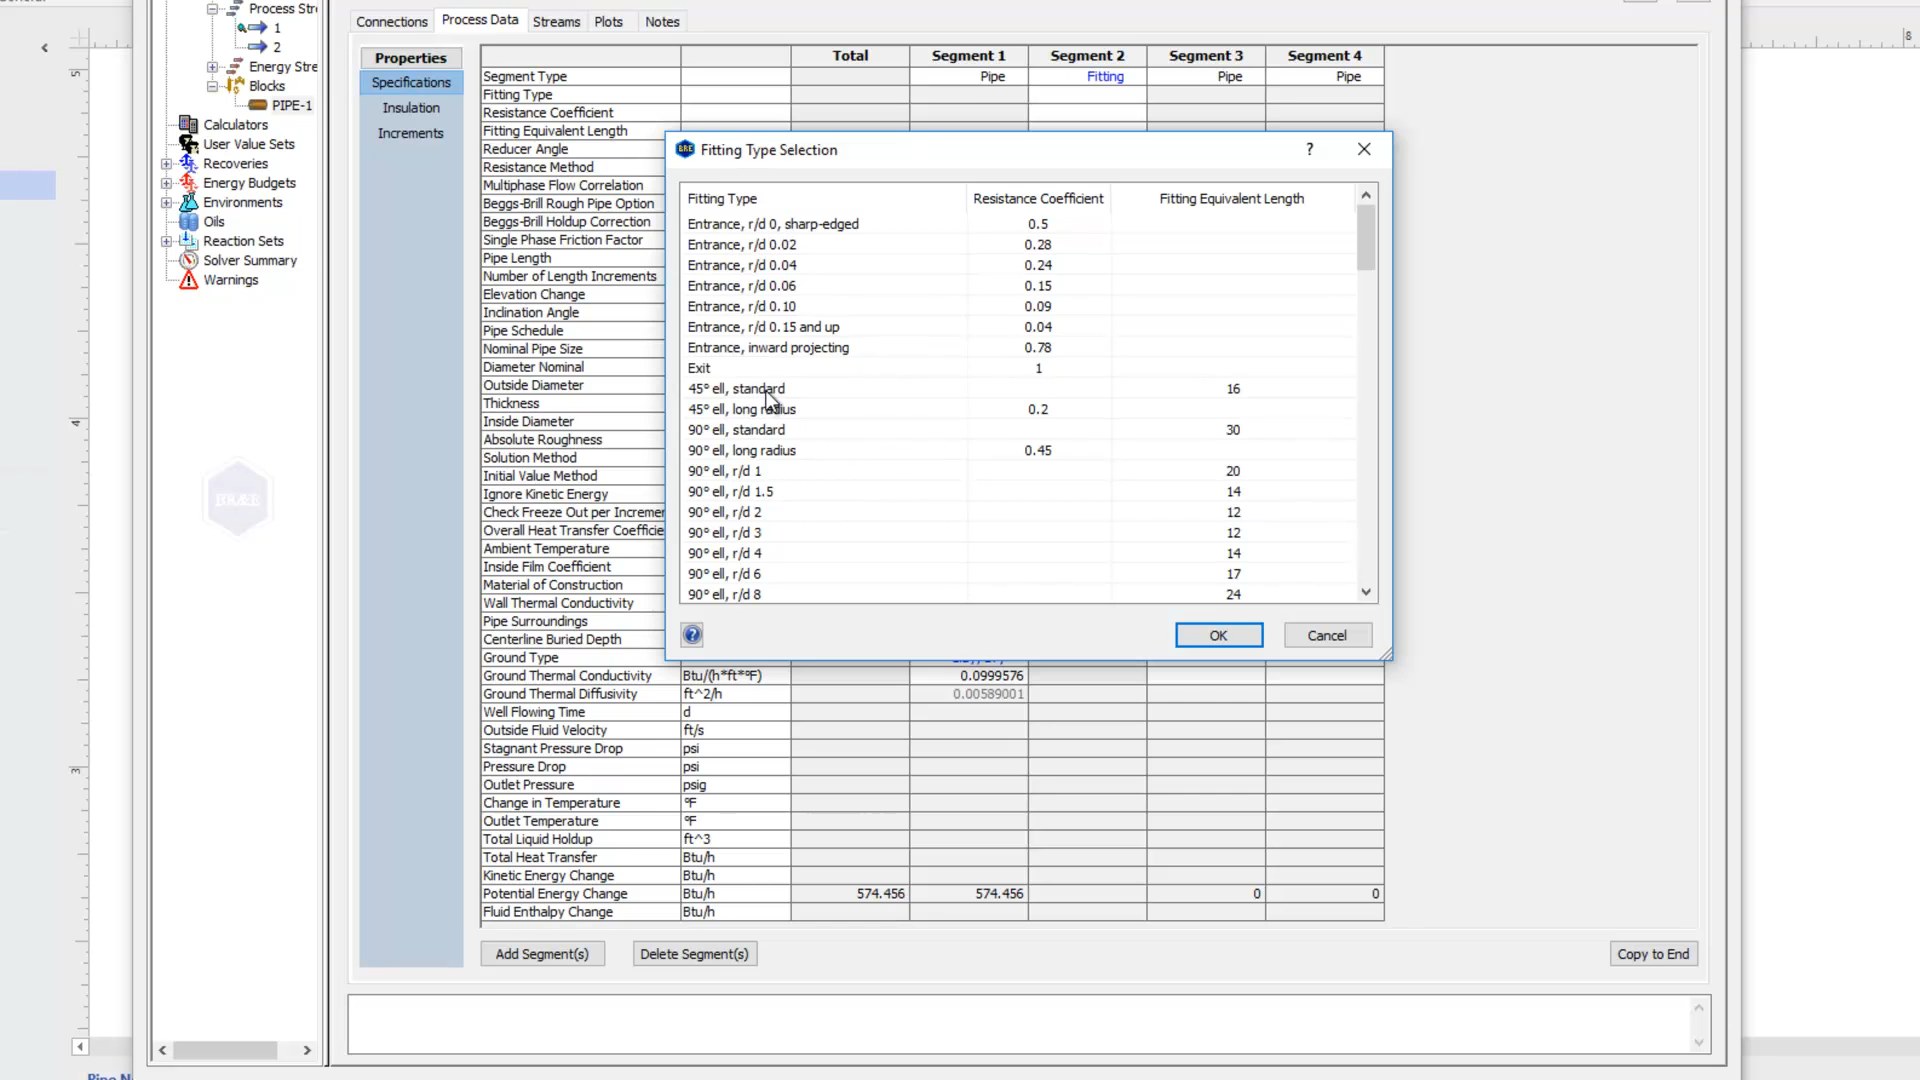 Process Stre
1
2
Energy Stre
Blocks
PIPE-1
Calculators
User Value Sets
Recoveries
Energy Budgets
Environments
Oils
Reaction Sets
Solver Summary
Warnings
BR&E
Connections Process Data Streams Plots Notes
Properties
Specifications
Insulation
Increments
Total Segment 1 Segment 2 Segment 3 Segment 4
Segment Type Pipe Fitting Pipe Pipe
Fitting Type
Resistance Coefficient
Fitting Equivalent Length
Reducer Angle
Resistance Method
Multiphase Flow Correlation
Beggs-Brill Rough Pipe Option
Beggs-Brill Holdup Correction
Single Phase Friction Factor
Pipe Length
Number of Length Increments
Elevation Change
Inclination Angle
Pipe Schedule
Nominal Pipe Size
Diameter Nominal
Outside Diameter
Thickness
Inside Diameter
Absolute Roughness
Solution Method
Initial Value Method
Ignore Kinetic Energy
Check Freeze Out per Incremen
Overall Heat Transfer Coefficie
Ambient Temperature
Inside Film Coefficient
Material of Construction
Wall Thermal Conductivity
Pipe Surroundings
Centerline Buried Depth
Ground Type
Ground Thermal Conductivity Btu/(h*ft*°F) 0.0999576
Ground Thermal Diffusivity ft^2/h 0.00589001
Well Flowing Time d
Outside Fluid Velocity ft/s
Stagnant Pressure Drop psi
Pressure Drop psi
Outlet Pressure psig
Change in Temperature °F
Outlet Temperature °F
Total Liquid Holdup ft^3
Total Heat Transfer Btu/h
Kinetic Energy Change Btu/h
Potential Energy Change Btu/h 574.456 574.456 0 0
Fluid Enthalpy Change Btu/h
Add Segment(s) Delete Segment(s) Copy to End
BRE Fitting Type Selection ?
Fitting Type Resistance Coefficient Fitting Equivalent Length
Entrance, r/d 0, sharp-edged 0.5
Entrance, r/d 0.02 0.28
Entrance, r/d 0.04 0.24
Entrance, r/d 0.06 0.15
Entrance, r/d 0.10 0.09
Entrance, r/d 0.15 and up 0.04
Entrance, inward projecting 0.78
Exit 1
45° ell, standard 16
45° ell, long radius 0.2
90° ell, standard 30
90° ell, long radius 0.45
90° ell, r/d 1 20
90° ell, r/d 1.5 14
90° ell, r/d 2 12
90° ell, r/d 3 12
90° ell, r/d 4 14
90° ell, r/d 6 17
90° ell, r/d 8 24
? OK Cancel
5
4
3
8